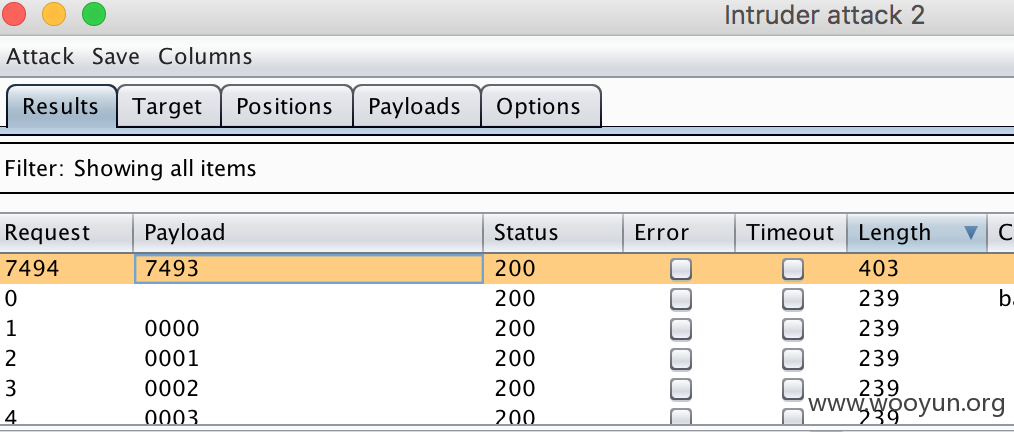 Intruder attack 2
Attack Save Columns
Results Target Positions Payloads Options
Filter: Showing all items
Request Payload Status Error Timeout Length C
7494 7493 200 403
0 200 239 ba
1 0000 200 239
2 0001 200 239
3 0002 200 239
4 0003 200 239
www.wooyun.org